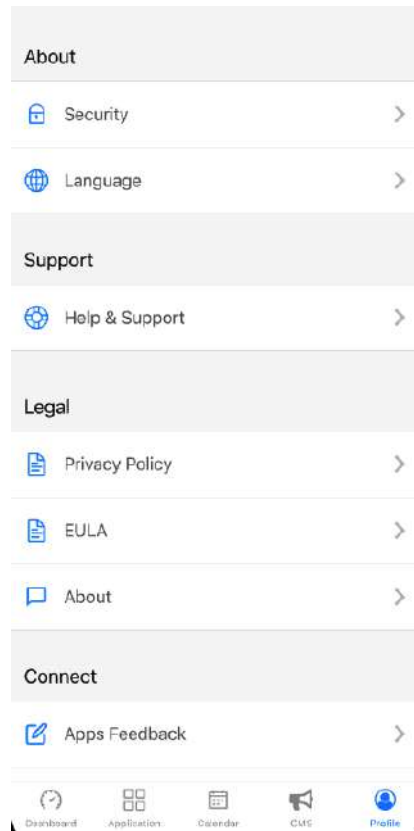 About
Security
Language
Support
Help & Support
Legal
Privacy Policy
EULA
About
Connect
Apps Feedback
Dashboard Application Calendar CMS Profile